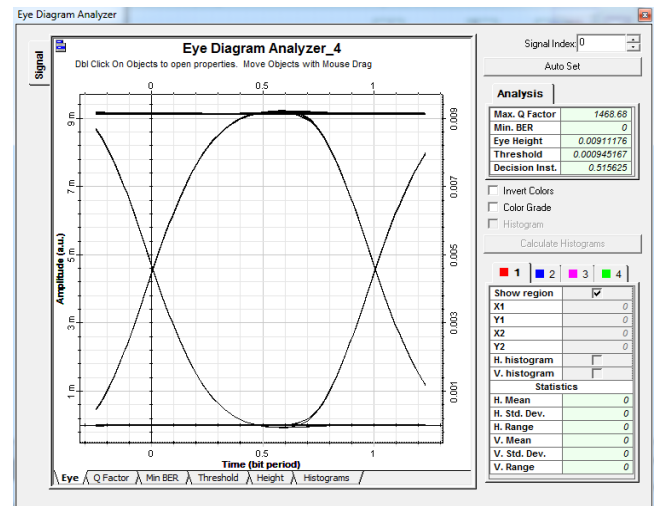 Eye Diagram Analyzer
Signal
Eye Diagram Analyzer_4
Dbl Click On Objects to open properties. Move Objects with Mouse Drag
0 0.5 1
9 m
7 m
5 m
3 m
1 m
Amplitude (a.u.)
0.009
0.007
0.005
0.003
0.001
0 0.5 1
Time (bit period)
Eye Q Factor Min BER Threshold Height Histograms
Signal Index: 0
Auto Set
Analysis
Max. Q Factor 1468.68
Min. BER 0
Eye Height 0.00911176
Threshold 0.000945167
Decision Inst. 0.515625
Invert Colors
Color Grade
Histogram
Calculate Histograms
1 2 3 4
Show region
X1 0
Y1 0
X2 0
Y2 0
H. histogram
V. histogram
Statistics
H. Mean 0
H. Std. Dev. 0
H. Range 0
V. Mean 0
V. Std. Dev. 0
V. Range 0